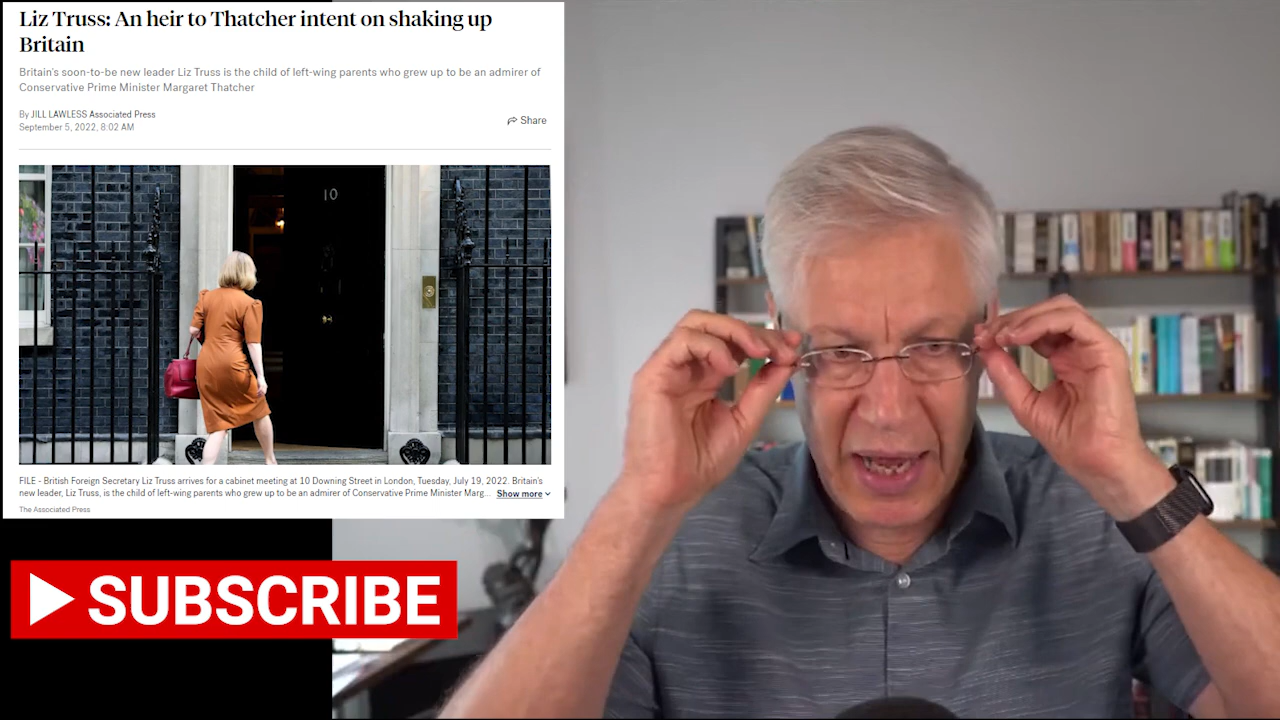 Liz Truss: An heir to Thatcher intent on shaking up
Britain
Britain's soon-to-be new leader Liz Truss is the child of left-wing parents who grew up to be an admirer of
Conservative Prime Minister Margaret Thatcher
By JILL LAWLESS Associated Press
September 5, 2022, 8:02 AM
Share
10
FILE - British Foreign Secretary Liz Truss arrives for a cabinet meeting at 10 Downing Street in London, Tuesday, July 19, 2022. Britain's
new leader, Liz Truss, is the child of left-wing parents who grew up to be an admirer of Conservative Prime Minister Marg... Show more
The Associated Press
SUBSCRIBE